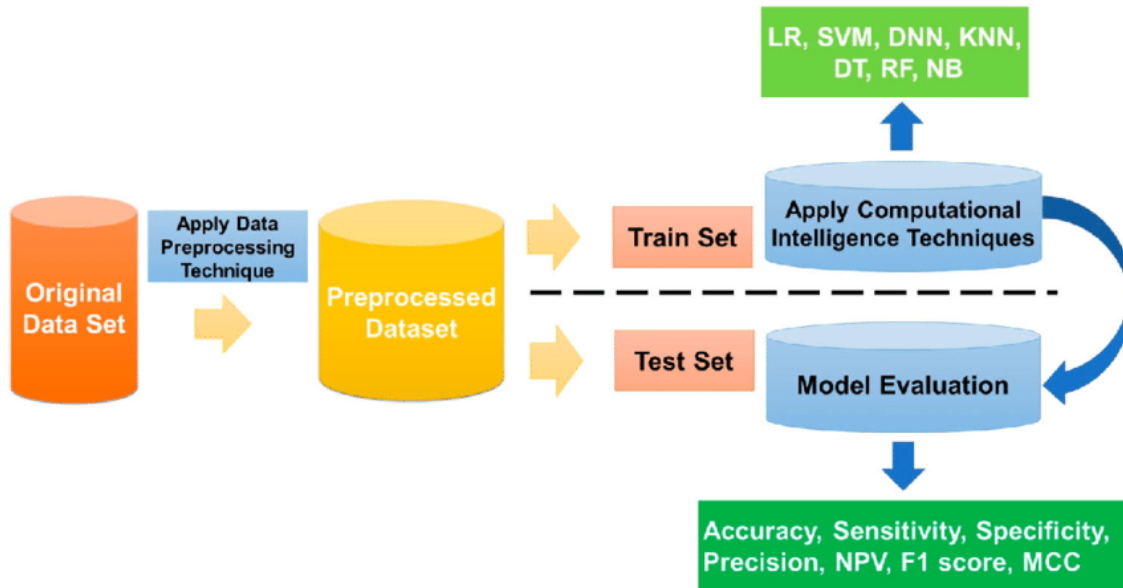 LR, SVM, DNN, KNN,
DT, RF, NB
Original
Data Set
Apply Data
Preprocessing
Technique
Preprocessed
Dataset
Train Set
Apply Computational
Intelligence Techniques
Test Set
Model Evaluation
Accuracy, Sensitivity, Specificity,
Precision, NPV, F1 score, MCC